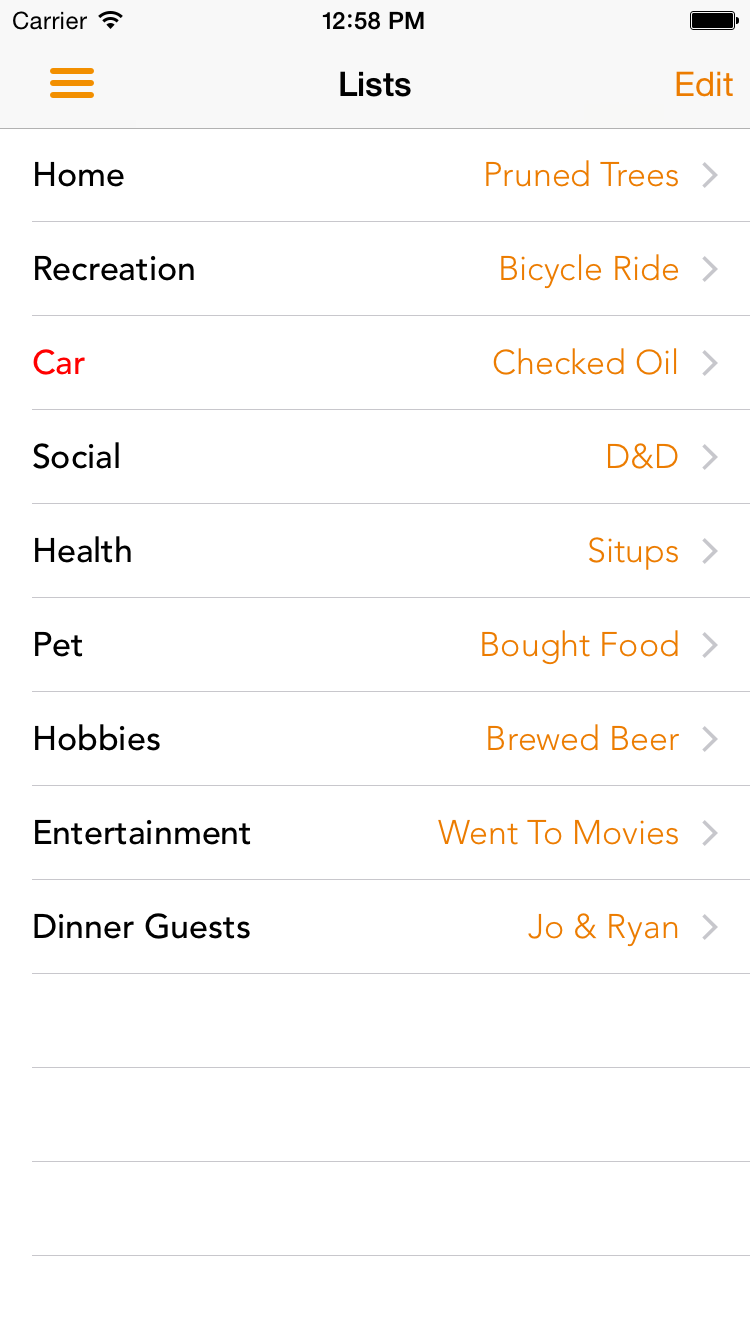 Carrier 12:58 PM
Lists Edit
Home Pruned Trees
Recreation Bicycle Ride
Car Checked Oil
Social D&D
Health Situps
Pet Bought Food
Hobbies Brewed Beer
Entertainment Went To Movies
Dinner Guests Jo & Ryan